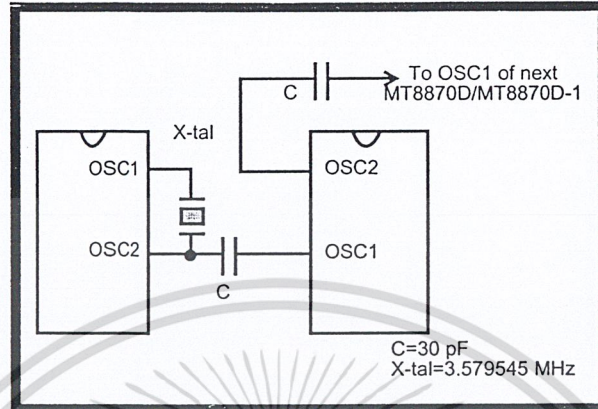 To OSC1 of next
C
MT8870D/MT8870D-1
X-tal
OSC1
OSC2
OSC2
OSC1
C
C=30 pF
X-tal=3.579545 MHz